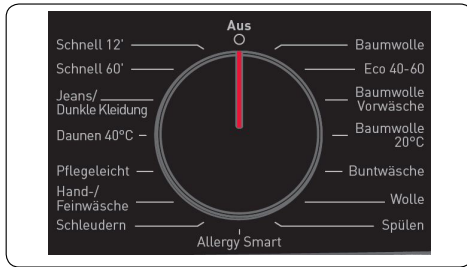 Aus
Schnell 12'
Schnell 60'
Jeans/
Dunkle Kleidung
Daunen 40°C
Pflegeleicht
Hand-/
Feinwäsche
Schleudern
Allergy Smart
Baumwolle
Eco 40-60
Baumwolle
Vorwäsche
Baumwolle
20°C
Buntwäsche
Wolle
Spülen